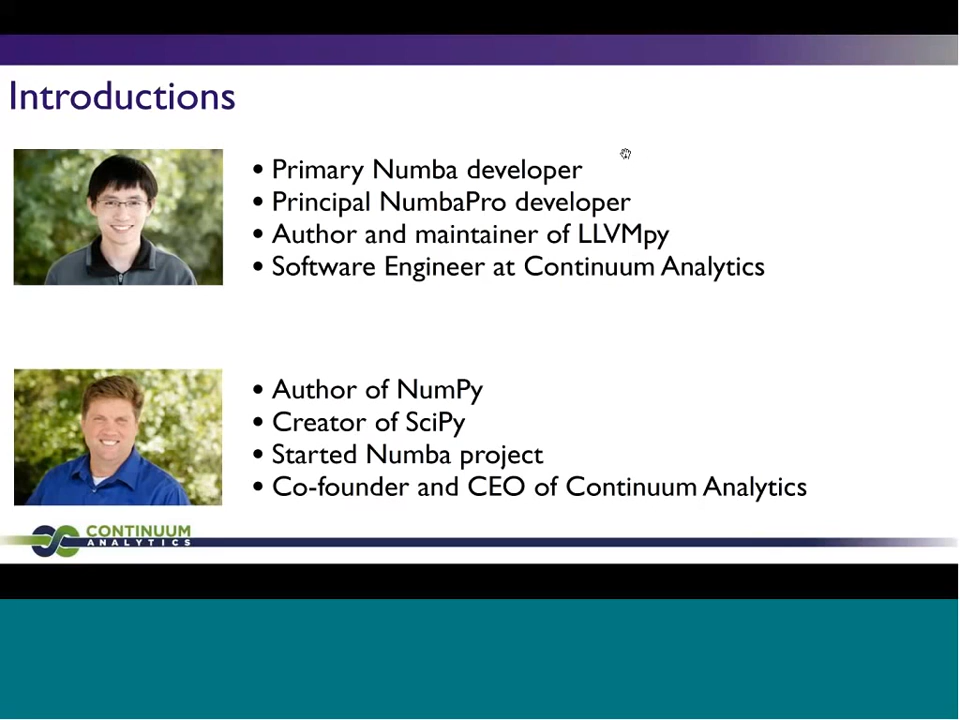 Introductions
• Primary Numba developer
• Principal NumbaPro developer
• Author and maintainer of LLVMpy
• Software Engineer at Continuum Analytics
• Author of NumPy
• Creator of SciPy
• Started Numba project
• Co-founder and CEO of Continuum Analytics
CONTINUUM
ANALYTICS